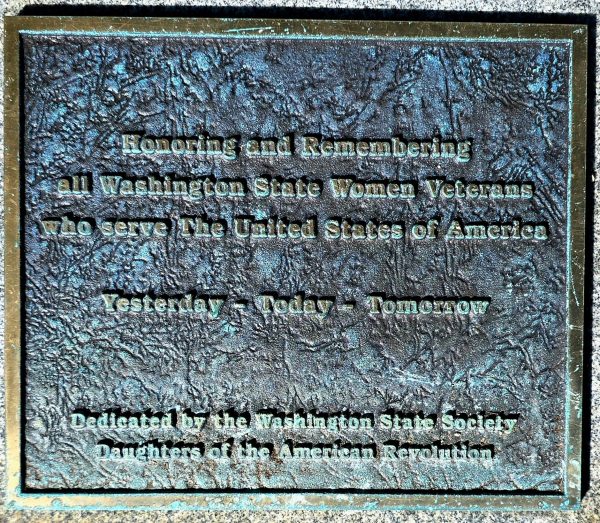 Honoring and Remembering
all Washington State Women Veterans
who serve The United States of America
Yesterday - Today - Tomorrow
Dedicated by the Washington State Society
Daughters of the American Revolution